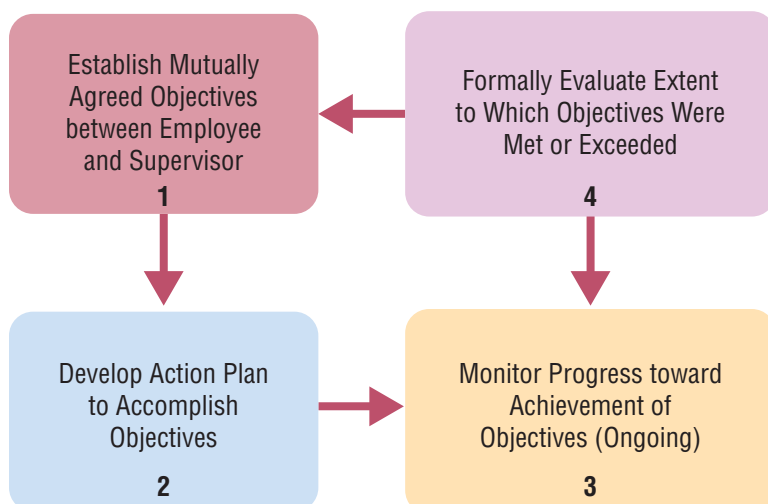 Establish Mutually
Agreed Objectives
between Employee
and Supervisor
1
Formally Evaluate Extent
to Which Objectives Were
Met or Exceeded
4
Develop Action Plan
to Accomplish
Objectives
2
Monitor Progress toward
Achievement of
Objectives (Ongoing)
3